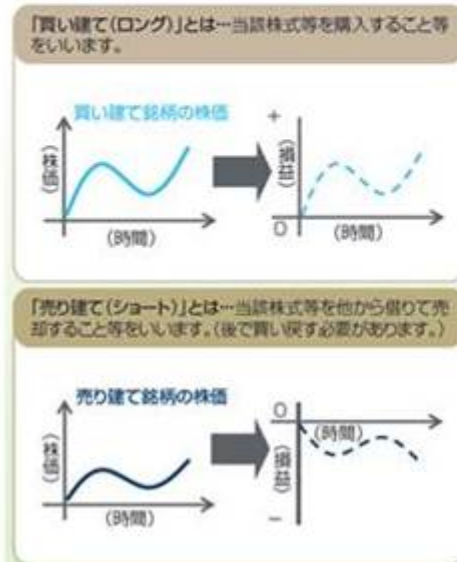 「買い建て(ロング)」とは…当該株式等を購入すること等
をいいます。
買い建て銘柄の株価
(株価)
(時間)
+
(損益)
0
(時間)
「売り建て(ショート)」とは…当該株式等を他から借りて売
却すること等をいいます。(後で買い戻す必要があります。)
売り建て銘柄の株価
(株価)
(時間)
0
(時間)
(損益)
−